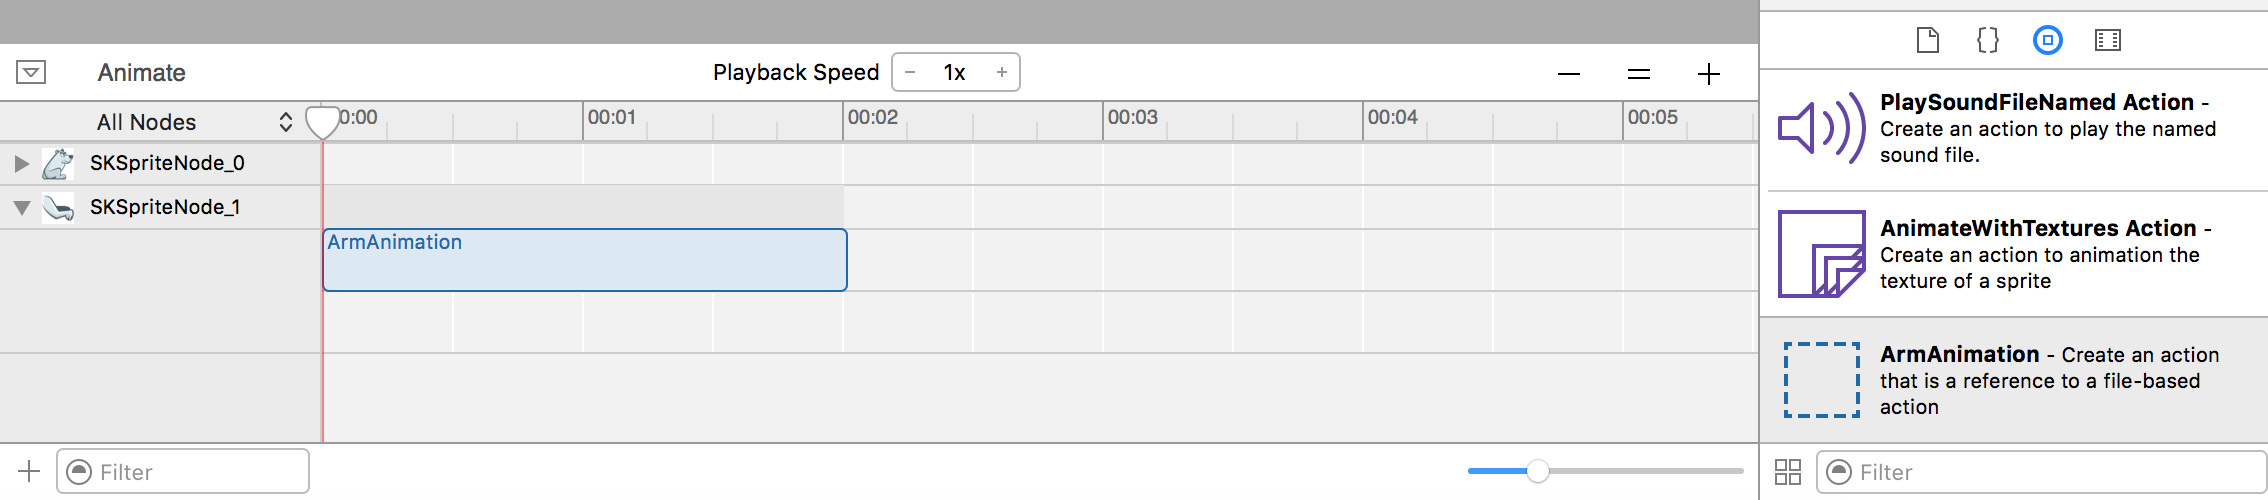 Animate
Playback Speed
− 1x +
All Nodes
0:00 00:01 00:02 00:03 00:04 00:05
SKSpriteNode_0
SKSpriteNode_1
ArmAnimation
Filter
PlaySoundFileNamed Action -
Create an action to play the named
sound file.
AnimateWithTextures Action -
Create an action to animation the
texture of a sprite
ArmAnimation - Create an action
that is a reference to a file-based
action
Filter